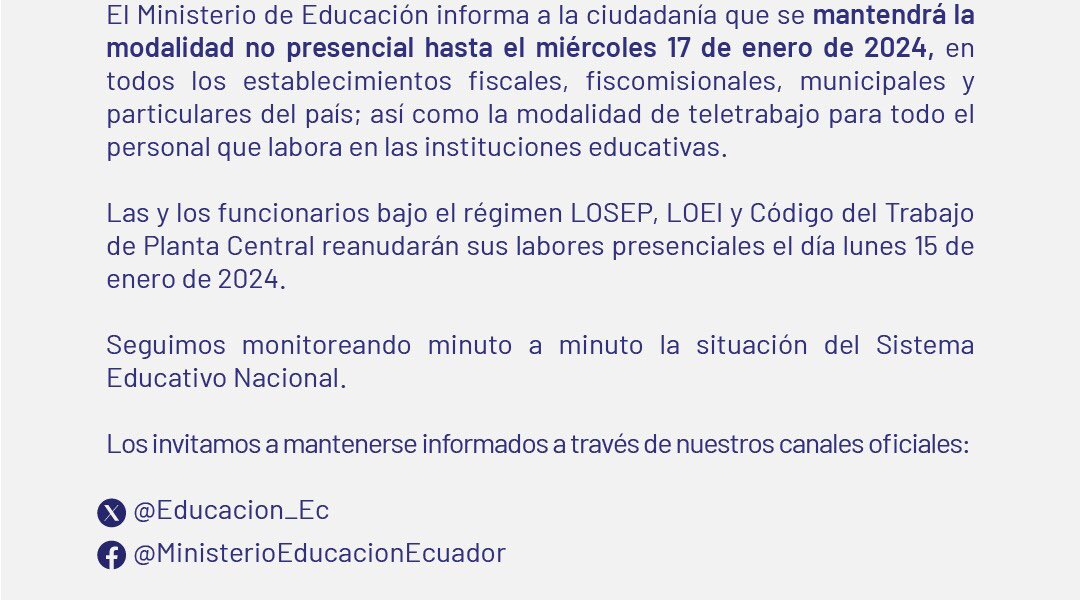 El Ministerio de Educación informa a la ciudadanía que se mantendrá la
modalidad no presencial hasta el miércoles 17 de enero de 2024, en
todos los establecimientos fiscales, fiscomisionales, municipales y
particulares del país; así como la modalidad de teletrabajo para todo el
personal que labora en las instituciones educativas.
Las y los funcionarios bajo el régimen LOSEP, LOEI y Código del Trabajo
de Planta Central reanudarán sus labores presenciales el día lunes 15 de
enero de 2024.
Seguimos monitoreando minuto a minuto la situación del Sistema
Educativo Nacional.
Los invitamos a mantenerse informados a través de nuestros canales oficiales:
@Educacion_Ec
@MinisterioEducacionEcuador